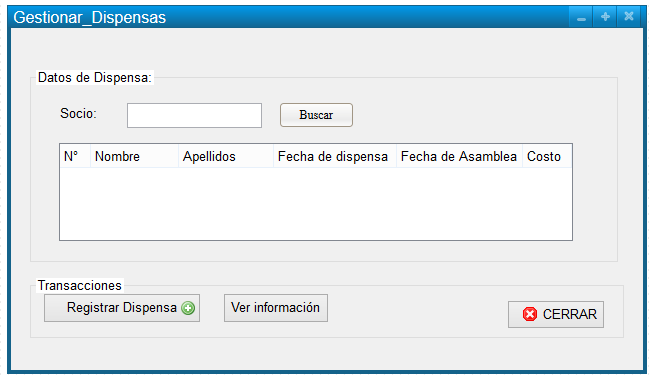 Gestionar_Dispensas
Datos de Dispensa:
Socio: Buscar
N° Nombre Apellidos Fecha de dispensa Fecha de Asamblea Costo
Transacciones
Registrar Dispensa Ver información CERRAR